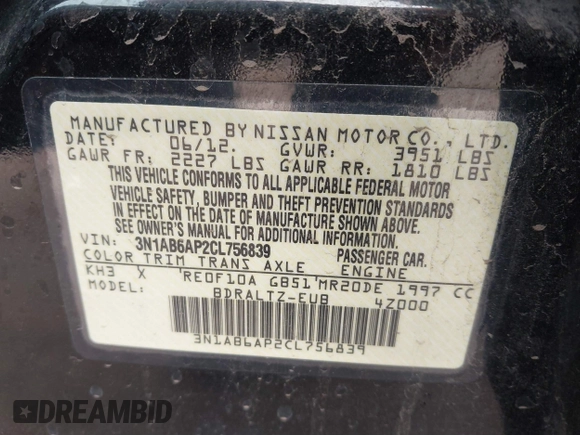 MANUFACTURED BY NISSAN MOTOR CO., LTD.
DATE: 06/12. GVWR: 3951 LBS
GAWR FR: 2227 LBS GAWR RR: 1810 LBS
THIS VEHICLE CONFORMS TO ALL APPLICABLE FEDERAL MOTOR
VEHICLE SAFETY, BUMPER AND THEFT PREVENTION STANDARDS
IN EFFECT ON THE DATE OF MANUFACTURE SHOWN ABOVE.
SEE OWNER'S MANUAL FOR ADDITIONAL INFORMATION.
VIN: 3N1AB6AP2CL756839 PASSENGER CAR.
COLOR TRIM TRANS AXLE ENGINE
KH3 X RE0F10A GB51 MR20DE 1997 CC
MODEL: BDRALTZ-EUB 4Z000
3N1AB6AP2CL756839
DREAMBID